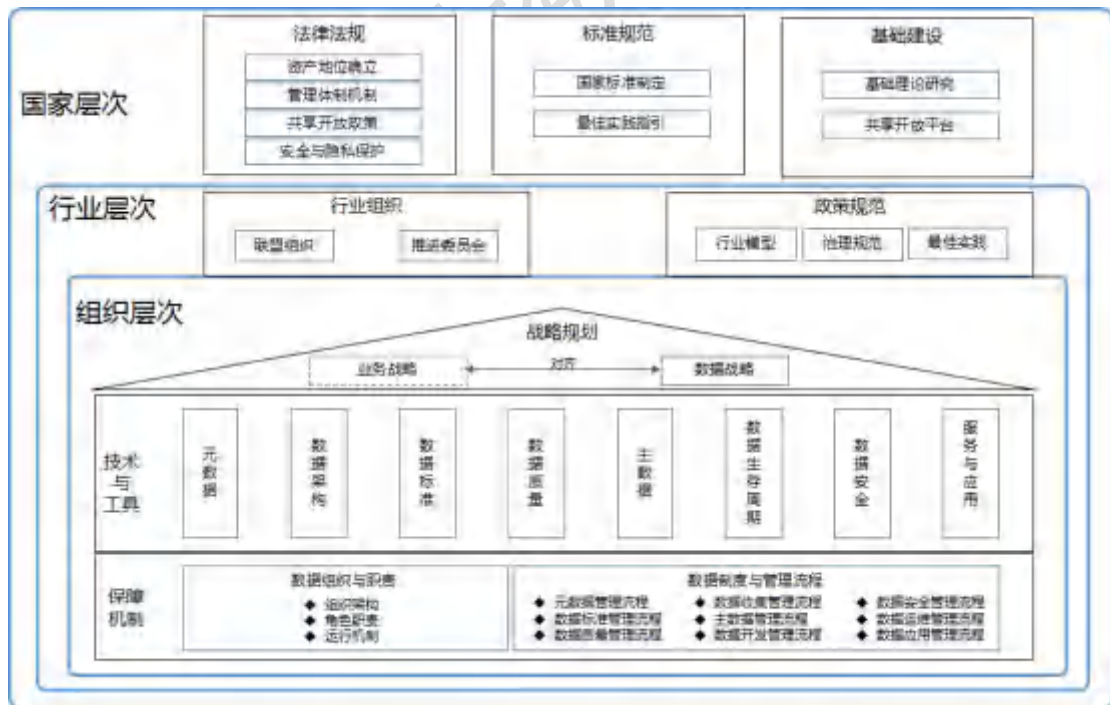 国家层次
法律法规
资产地位确立
管理体制机制
共享开放政策
安全与隐私保护
标准规范
国家标准制定
最佳实践指引
基础建设
基础理论研究
共享开放平台
行业层次
行业组织
联盟组织
推进委员会
政策规范
行业模型
治理规范
最佳实践
组织层次
战略规划
业务战略
对齐
数据战略
技术
与
工具
元数据
数据架构
数据标准
数据质量
主数据
数据生存周期
数据安全
服务与应用
保障
机制
数据组织与职责
◆ 组织架构
◆ 角色职责
◆ 运行机制
数据制度与管理流程
◆ 元数据管理流程
◆ 数据标准管理流程
◆ 数据质量管理流程
◆ 数据收集管理流程
◆ 主数据管理流程
◆ 数据开发管理流程
◆ 数据安全管理流程
◆ 数据运维管理流程
◆ 数据应用管理流程